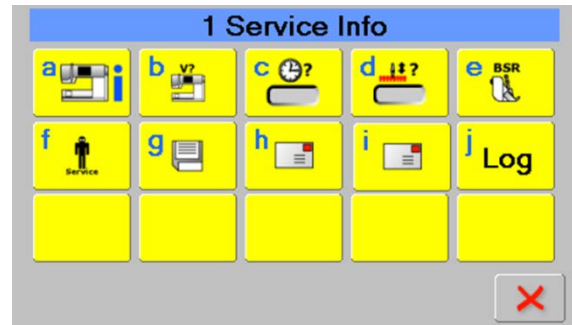 1 Service Info
a
b V?
c ?
d ?
e BSR
f Service
g
h
i
j Log